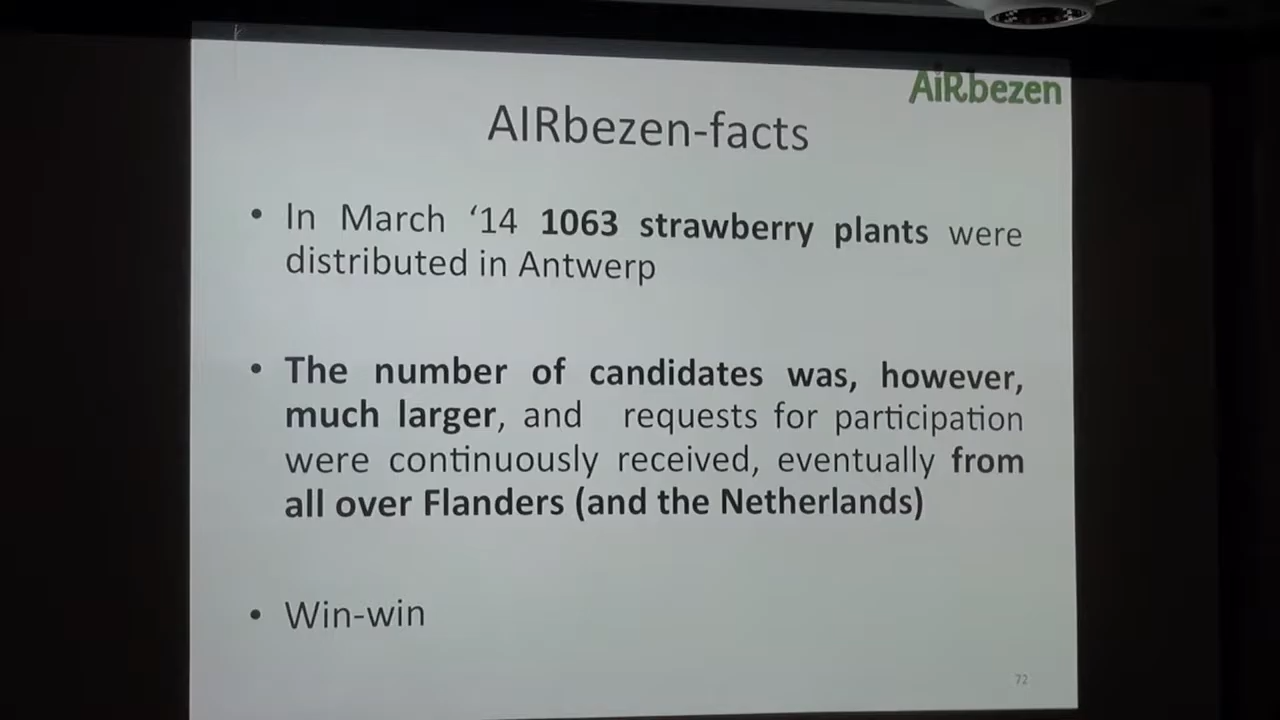 AiRbezen
AIRbezen-facts
• In March ‘14 1063 strawberry plants were
distributed in Antwerp
• The number of candidates was, however,
much larger, and requests for participation
were continuously received, eventually from
all over Flanders (and the Netherlands)
• Win-win
72